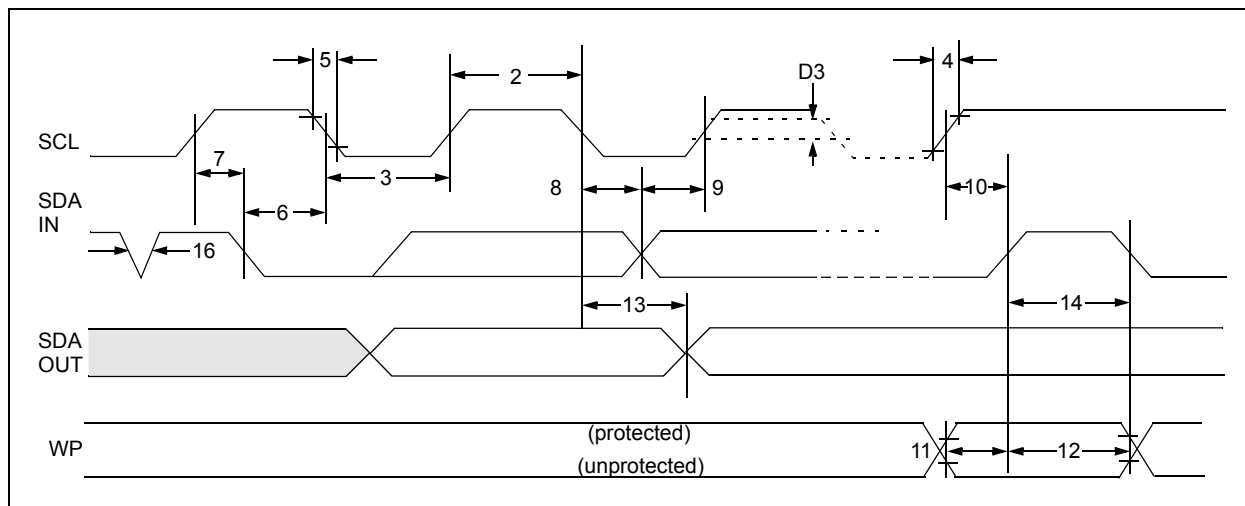 5
2
D3
4
SCL
7
3
8
9
10
SDA
IN
6
16
13
14
SDA
OUT
WP
(protected)
(unprotected)
11
12